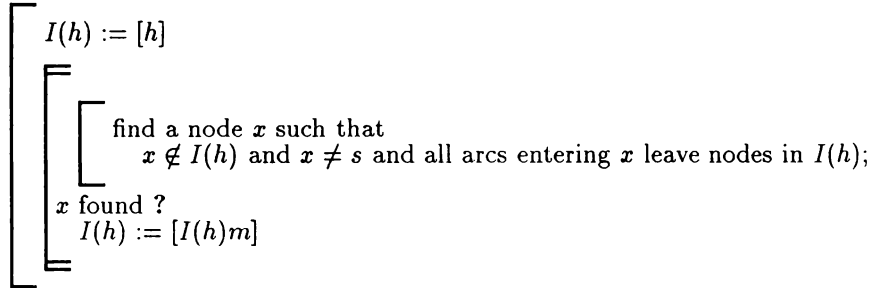 I(h) := [h]
find a node x such that
x ∉ I(h) and x ≠ s and all arcs entering x leave nodes in I(h);
x found ?
I(h) := [I(h)m]